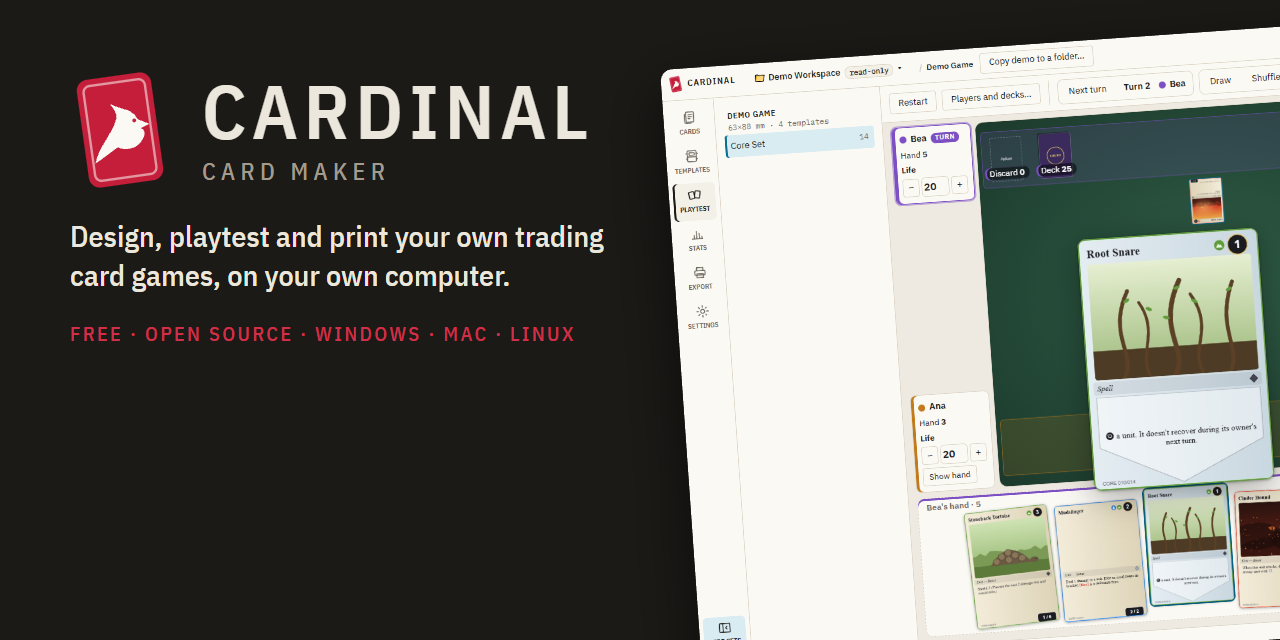 CARDINAL
CARD MAKER
Design, playtest and print your own trading
card games, on your own computer.
FREE · OPEN SOURCE · WINDOWS · MAC · LINUX
CARDINAL
Demo Workspace read-only
/ Demo Game
Copy demo to a folder...
CARDS
TEMPLATES
PLAYTEST
STATS
EXPORT
SETTINGS
DEMO GAME
63×88 mm · 4 templates
Core Set 14
Restart
Players and decks...
Next turn
Turn 2
Bea
Draw
Bea TURN
Hand 5
Life
− 20 +
Discard 0
Deck 25
Root Snare 1
Spell
a unit. It doesn't recover during its owner's
next turn.
Ana
Hand 3
Life
− 20 +
Show hand
Bea's hand · 5
Root Snare 1
Cinder Hound